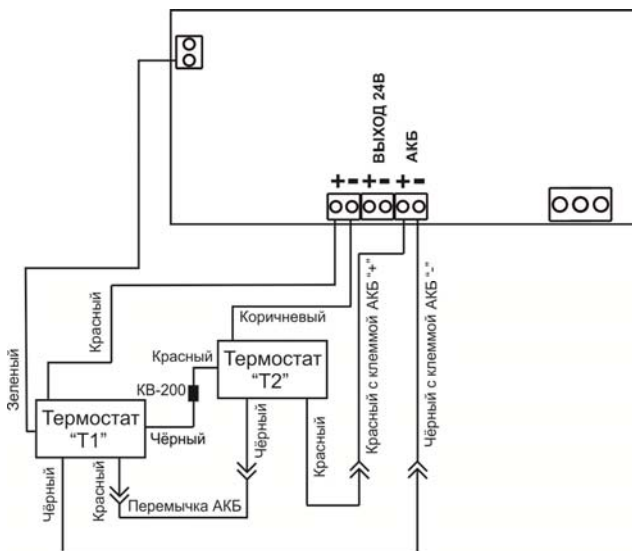 ВЫХОД 24В
АКБ
+-+-+-
Зеленый
Красный
Коричневый
Красный с клеммой АКБ "+"
Чёрный с клеммой АКБ "-"
Красный
Термостат
"Т2"
КВ-200
Термостат
"Т1"
Чёрный
Чёрный
Красный
Чёрный
Красный
Перемычка АКБ